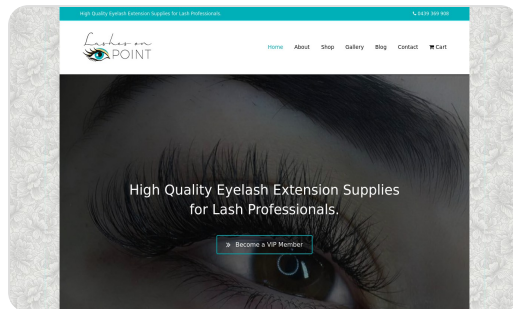 High Quality Eyelash Extension Supplies for Lash Professionals.
0439 369 908
Lashes on
POINT
Home About Shop Gallery Blog Contact Cart
High Quality Eyelash Extension Supplies
for Lash Professionals.
Become a VIP Member